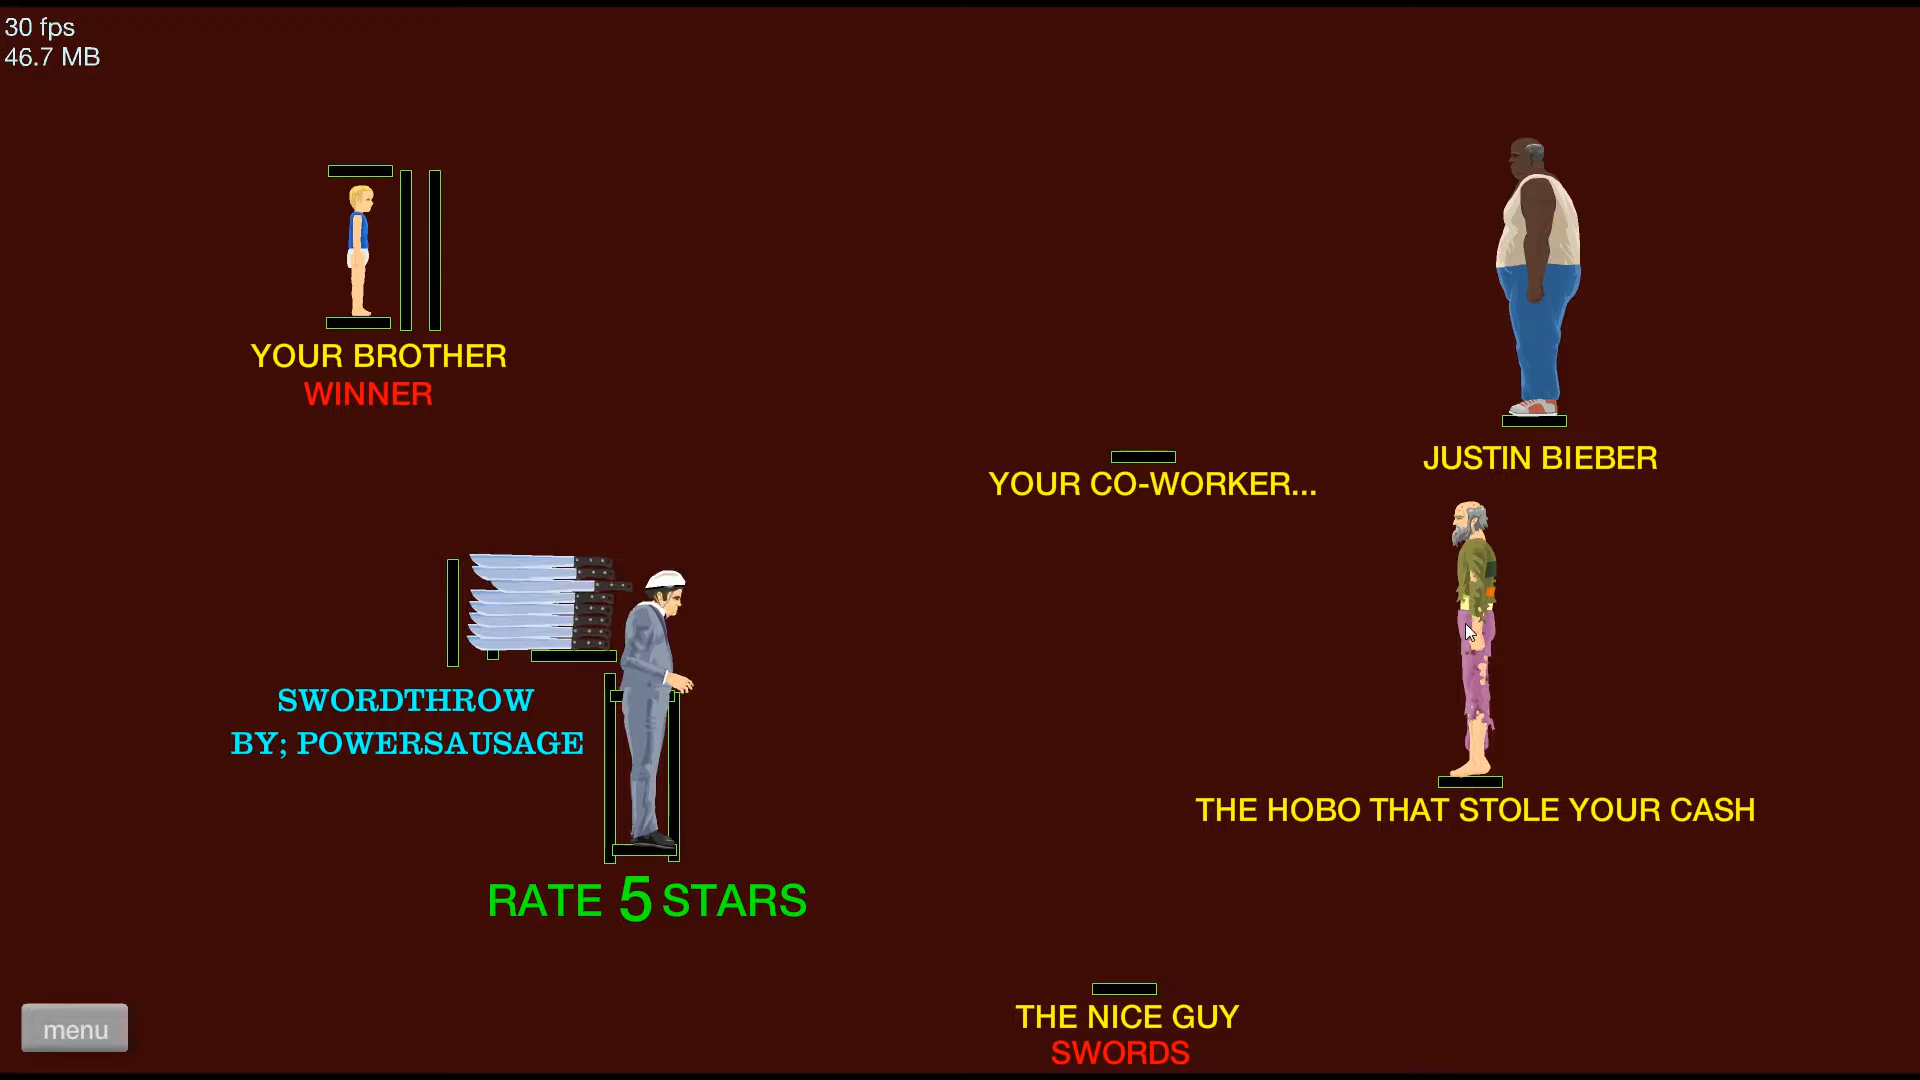 30 fps
46.7 MB
YOUR BROTHER
WINNER
JUSTIN BIEBER
YOUR CO-WORKER...
SWORDTHROW
BY; POWERSAUSAGE
THE HOBO THAT STOLE YOUR CASH
RATE 5 STARS
THE NICE GUY
SWORDS
menu